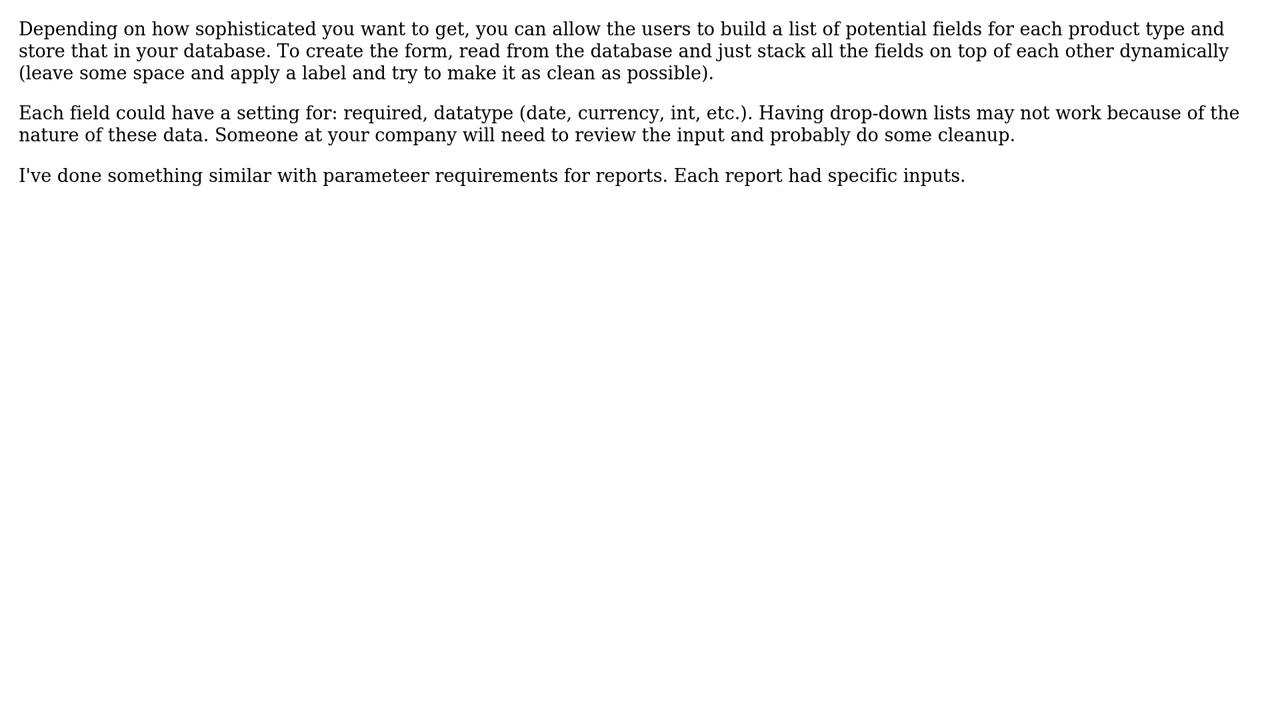 Depending on how sophisticated you want to get, you can allow the users to build a list of potential fields for each product type and
store that in your database. To create the form, read from the database and just stack all the fields on top of each other dynamically
(leave some space and apply a label and try to make it as clean as possible).
Each field could have a setting for: required, datatype (date, currency, int, etc.). Having drop-down lists may not work because of the
nature of these data. Someone at your company will need to review the input and probably do some cleanup.
I've done something similar with parameteer requirements for reports. Each report had specific inputs.